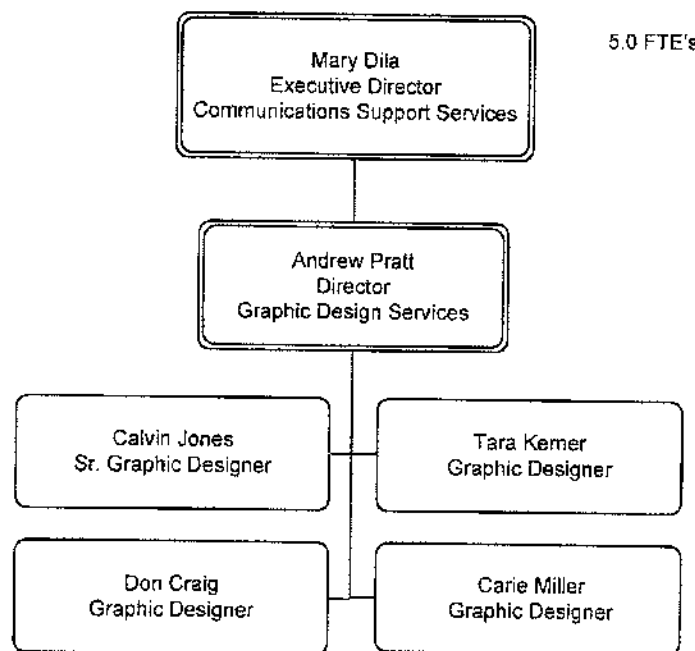 5.0 FTE's
Mary Dila
Executive Director
Communications Support Services
Andrew Pratt
Director
Graphic Design Services
Calvin Jones
Sr. Graphic Designer
Tara Kemer
Graphic Designer
Don Craig
Graphic Designer
Carie Miller
Graphic Designer